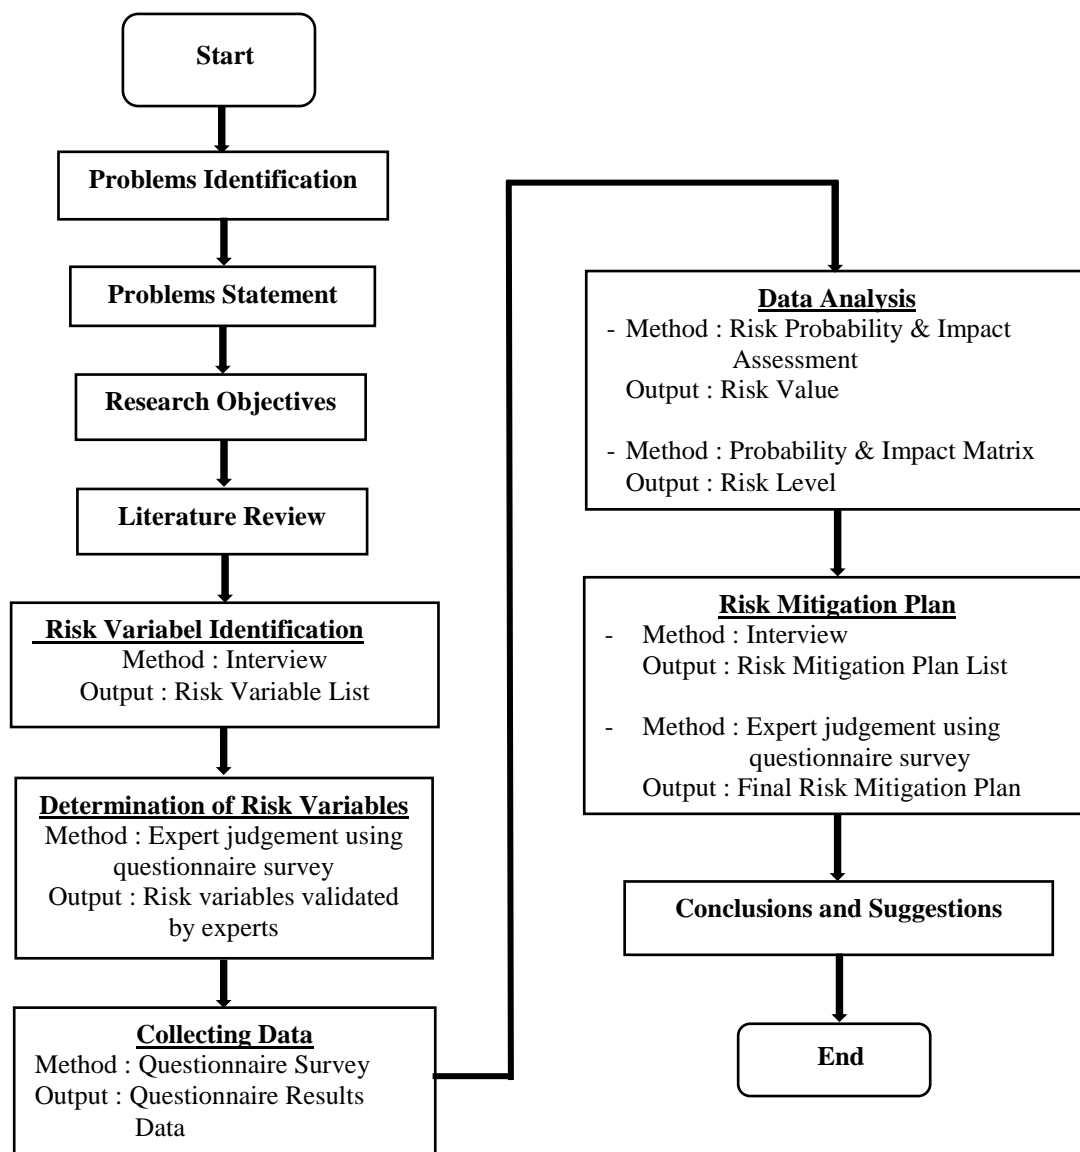 Start
Problems Identification
Problems Statement
Research Objectives
Literature Review
Risk Variabel Identification
Method : Interview
Output : Risk Variable List
Determination of Risk Variables
Method : Expert judgement using
questionnaire survey
Output : Risk variables validated
by experts
Collecting Data
Method : Questionnaire Survey
Output : Questionnaire Results
Data
Data Analysis
- Method : Risk Probability & Impact
Assessment
Output : Risk Value
- Method : Probability & Impact Matrix
Output : Risk Level
Risk Mitigation Plan
- Method : Interview
Output : Risk Mitigation Plan List
- Method : Expert judgement using
questionnaire survey
Output : Final Risk Mitigation Plan
Conclusions and Suggestions
End